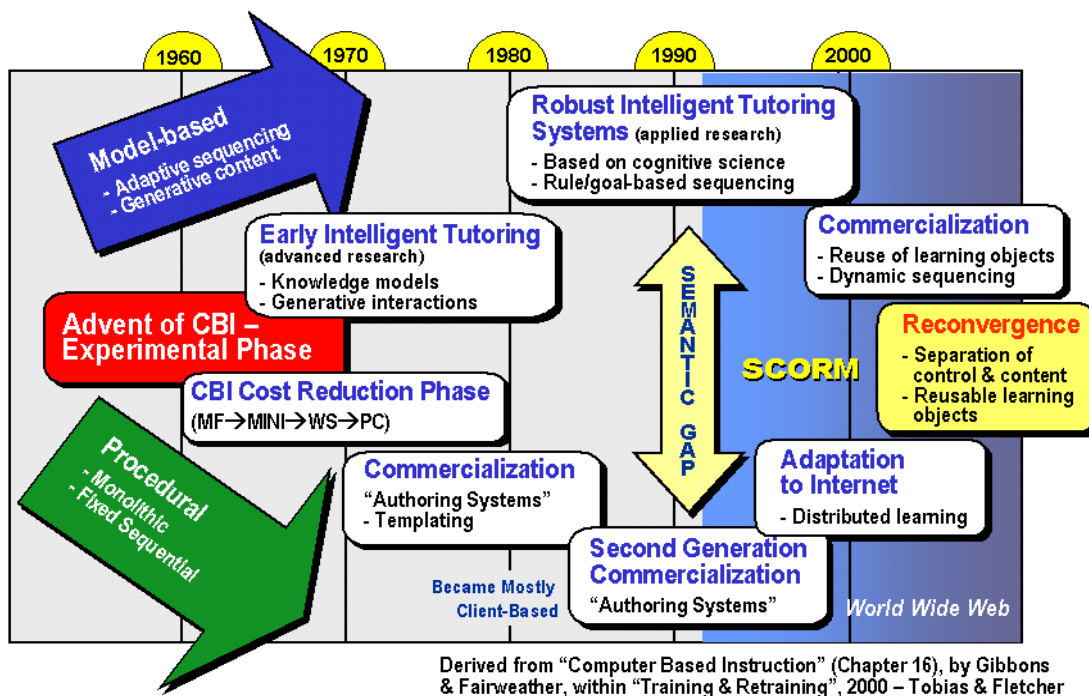 1960
1970
1980
1990
2000
Model-based
- Adaptive sequencing
- Generative content
Robust Intelligent Tutoring
Systems (applied research)
- Based on cognitive science
- Rule/goal-based sequencing
Early Intelligent Tutoring
(advanced research)
- Knowledge models
- Generative interactions
Commercialization
- Reuse of learning objects
- Dynamic sequencing
Advent of CBI –
Experimental Phase
SEMANTIC GAP
SCORM
Reconvergence
- Separation of
control & content
- Reusable learning
objects
CBI Cost Reduction Phase
(MF→MINI→WS→PC)
Procedural
- Monolithic
- Fixed Sequential
Commercialization
“Authoring Systems”
- Templating
Adaptation
to Internet
- Distributed learning
Second Generation
Commercialization
“Authoring Systems”
Became Mostly
Client-Based
World Wide Web
Derived from “Computer Based Instruction” (Chapter 16), by Gibbons
& Fairweather, within “Training & Retraining”, 2000 – Tobias & Fletcher